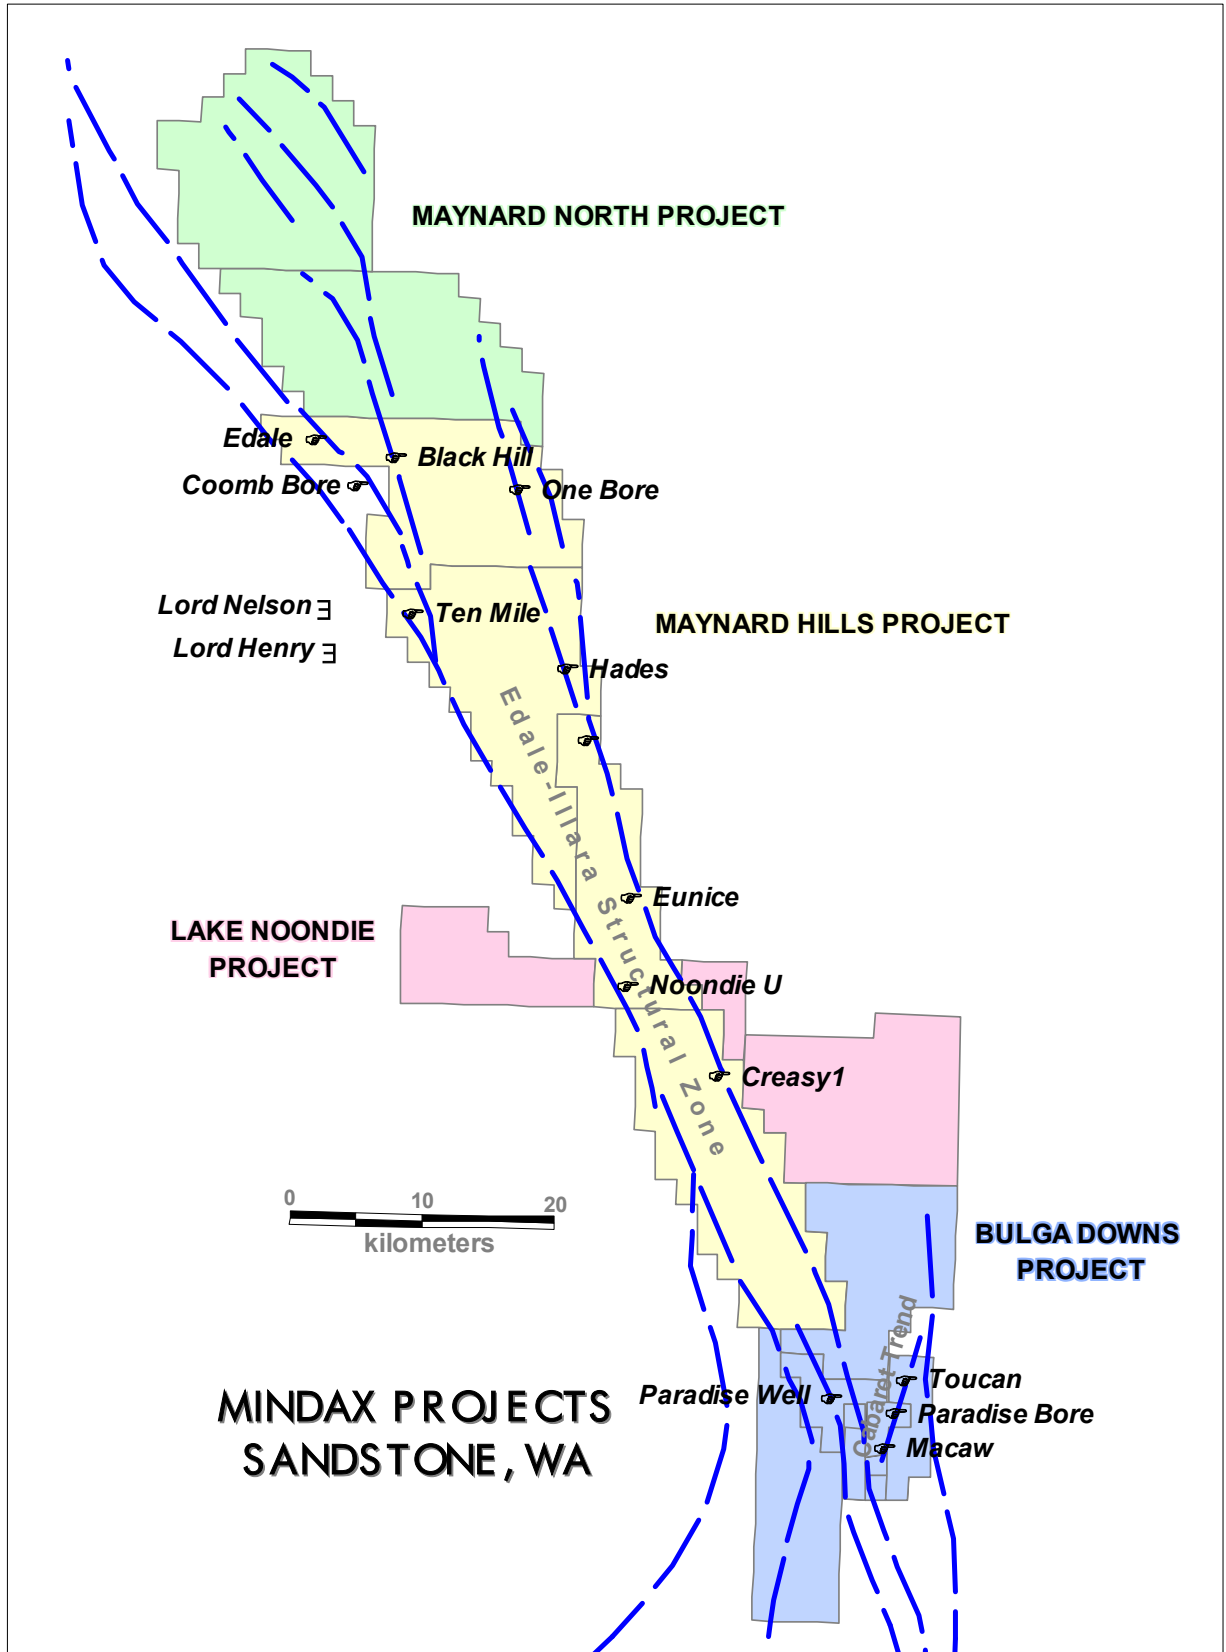 MAYNARD NORTH PROJECT
Edale
Black Hill
Coomb Bore
One Bore
Lord Nelson
Ten Mile
MAYNARD HILLS PROJECT
Lord Henry
Hades
Edale-Illara Structural Zone
Eunice
LAKE NOONDIE
PROJECT
Noondie U
Creasy1
0 10 20
kilometers
BULGA DOWNS
PROJECT
Cabaret Trend
Toucan
Paradise Well
Paradise Bore
Macaw
MINDAX PROJECTS
SANDSTONE, WA